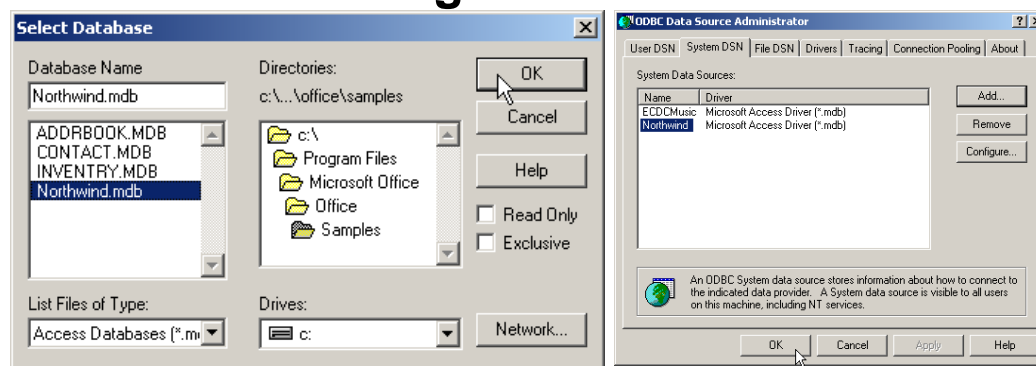 g
Select Database
Database Name
Northwind.mdb
ADDRBOOK.MDB
CONTACT.MDB
INVENTRY.MDB
Northwind.mdb
List Files of Type:
Access Databases (*.m
Directories:
c:\...\office\samples
c:\
Program Files
Microsoft Office
Office
Samples
Drives:
c:
OK
Cancel
Help
Read Only
Exclusive
Network...
ODBC Data Source Administrator
User DSN System DSN File DSN Drivers Tracing Connection Pooling About
System Data Sources:
Name Driver
ECDCMusic Microsoft Access Driver (*.mdb)
Northwind Microsoft Access Driver (*.mdb)
Add...
Remove
Configure...
An ODBC System data source stores information about how to connect to
the indicated data provider. A System data source is visible to all users
on this machine, including NT services.
OK Cancel Apply Help